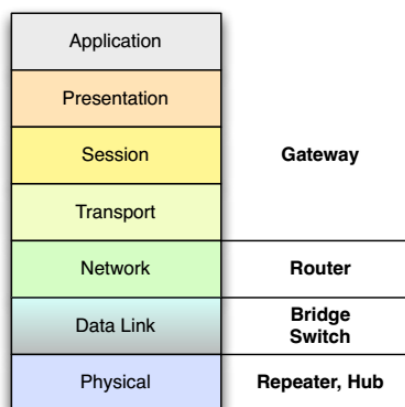 Application
Presentation
Session
Gateway
Transport
Network
Router
Data Link
Bridge
Switch
Physical
Repeater, Hub